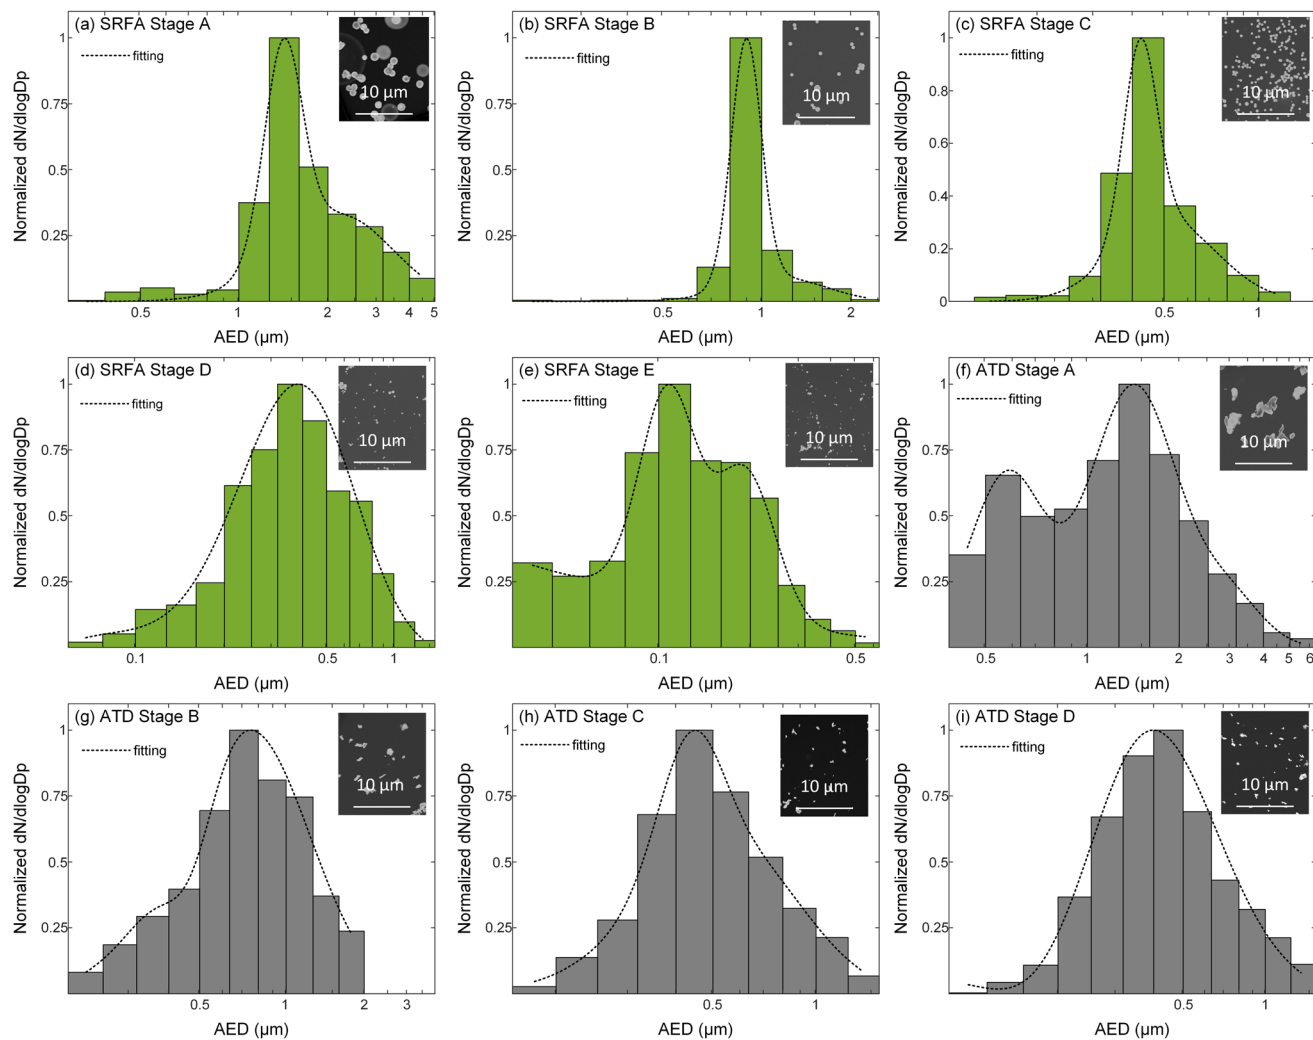 (a) SRFA Stage A
fitting
10 μm
Normalized dN/dlogDp
1
0.75
0.5
0.25
0.5 1 2 3 4 5
AED (μm)
(b) SRFA Stage B
fitting
10 μm
Normalized dN/dlogDp
1
0.75
0.5
0.25
0.5 1 2
AED (μm)
(c) SRFA Stage C
fitting
10 μm
Normalized dN/dlogDp
1
0.8
0.6
0.4
0.2
0
0.5 1
AED (μm)
(d) SRFA Stage D
fitting
10 μm
Normalized dN/dlogDp
1
0.75
0.5
0.25
0.1 0.5 1
AED (μm)
(e) SRFA Stage E
fitting
10 μm
Normalized dN/dlogDp
1
0.75
0.5
0.25
0.1 0.5
AED (μm)
(f) ATD Stage A
fitting
10 μm
Normalized dN/dlogDp
1
0.75
0.5
0.25
0.5 1 2 3 4 5 6
AED (μm)
(g) ATD Stage B
fitting
10 μm
Normalized dN/dlogDp
1
0.75
0.5
0.25
0.5 1 2 3
AED (μm)
(h) ATD Stage C
fitting
10 μm
Normalized dN/dlogDp
1
0.75
0.5
0.25
0.5 1
AED (μm)
(i) ATD Stage D
fitting
10 μm
Normalized dN/dlogDp
1
0.75
0.5
0.25
0.5 1
AED (μm)